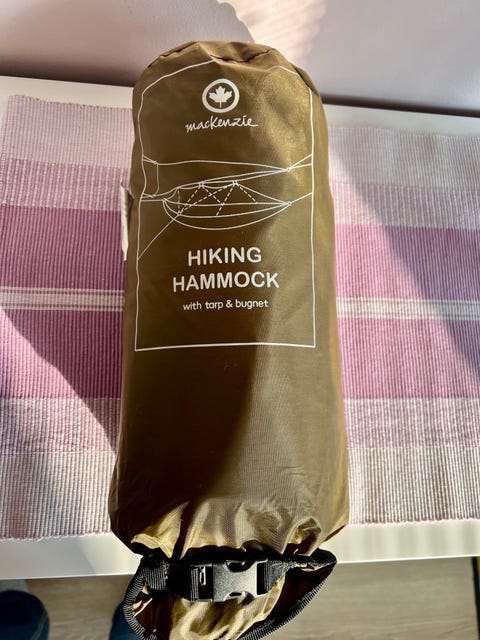 mackenzie
HIKING
HAMMOCK
with tarp & bugnet